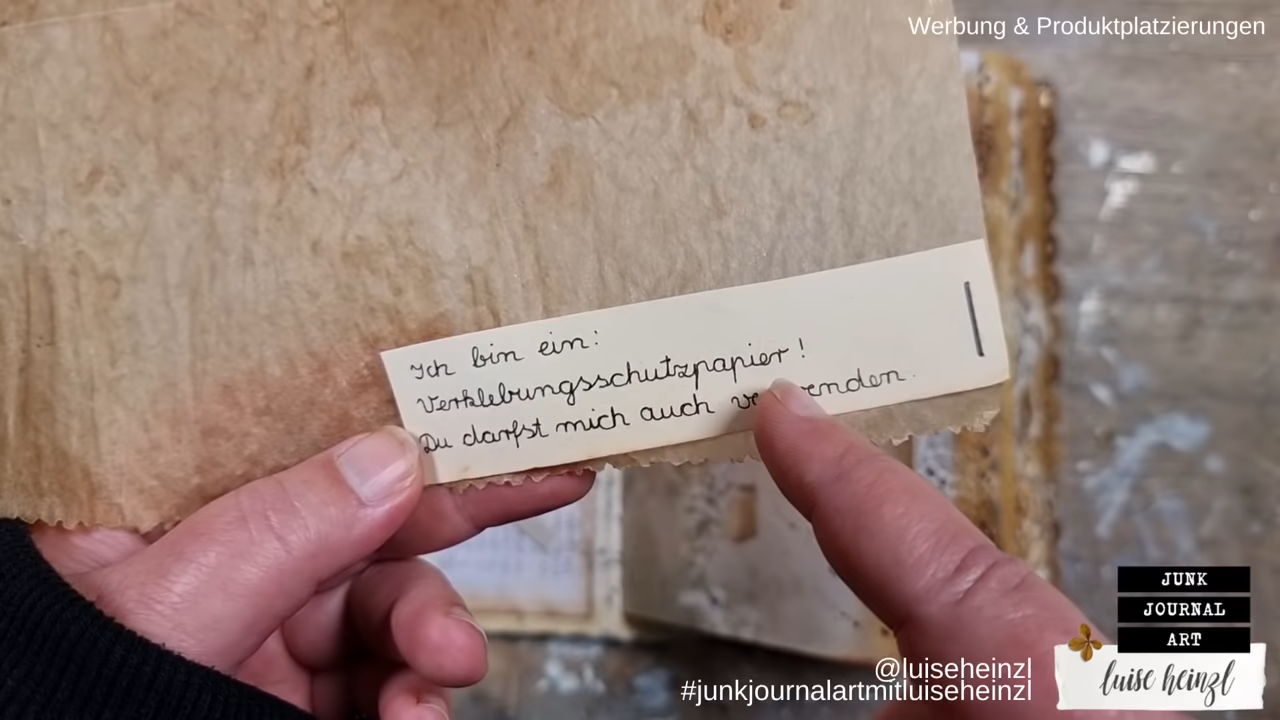 Werbung & Produktplatzierungen
Ich bin ein:
Verklebungsschutzpapier!
Du darfst mich auch
JUNK
JOURNAL
ART
luise heinzl
@luiseheinzl
#junkjournalartmitluiseheinzl